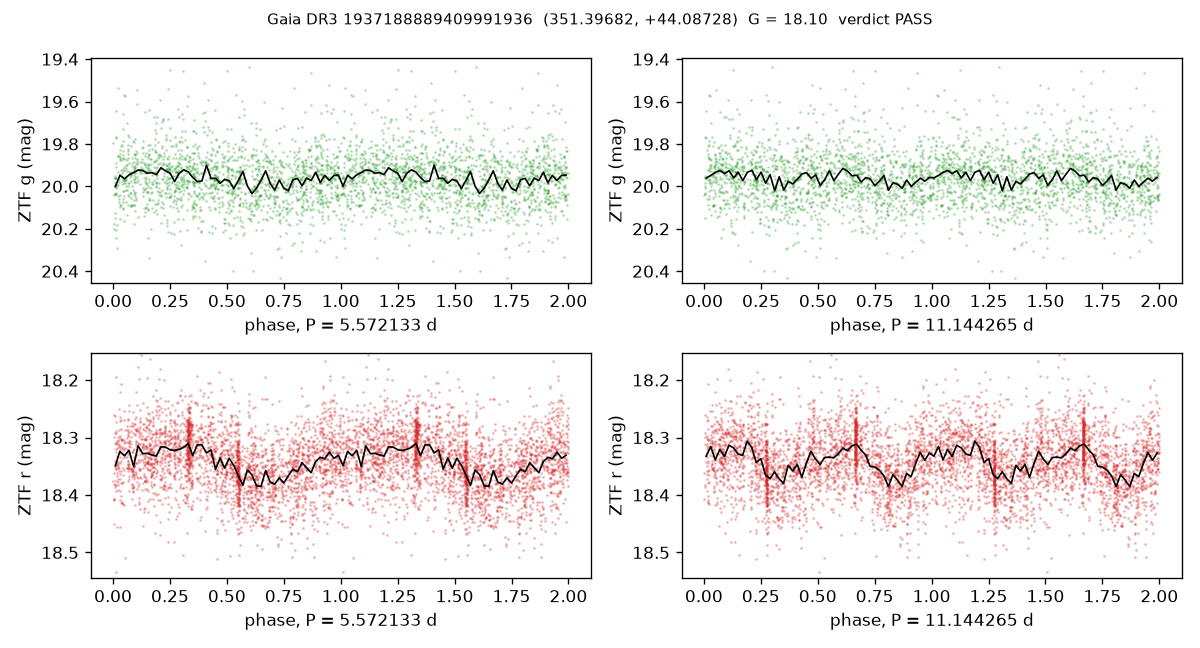 Gaia DR3 1937188889409991936 (351.39682, +44.08728) G = 18.10 verdict PASS
ZTF g (mag)
19.4
19.6
19.8
20.0
20.2
20.4
0.00 0.25 0.50 0.75 1.00 1.25 1.50 1.75 2.00
phase, P = 5.572133 d
ZTF g (mag)
19.4
19.6
19.8
20.0
20.2
20.4
0.00 0.25 0.50 0.75 1.00 1.25 1.50 1.75 2.00
phase, P = 11.144265 d
ZTF r (mag)
18.2
18.3
18.4
18.5
0.00 0.25 0.50 0.75 1.00 1.25 1.50 1.75 2.00
phase, P = 5.572133 d
ZTF r (mag)
18.2
18.3
18.4
18.5
0.00 0.25 0.50 0.75 1.00 1.25 1.50 1.75 2.00
phase, P = 11.144265 d